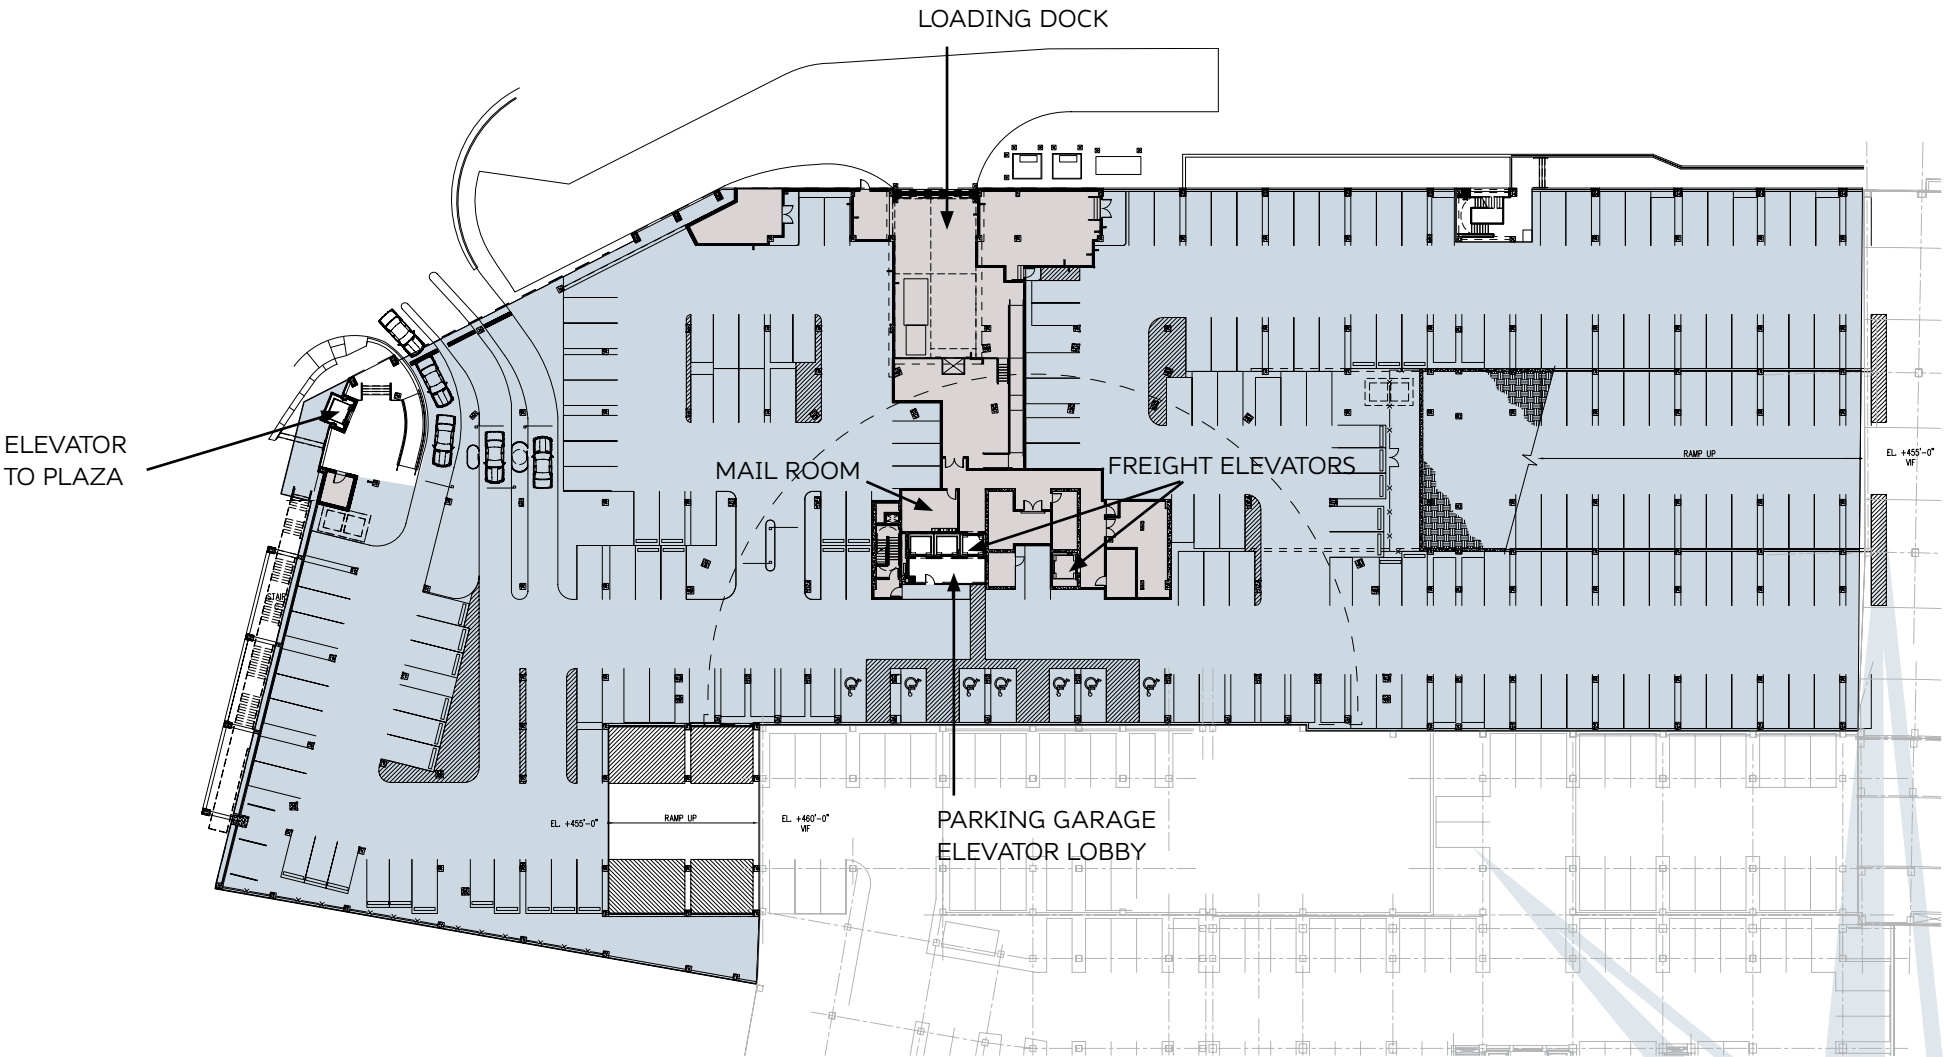 LOADING DOCK
ELEVATOR
TO PLAZA
MAIL ROOM
FREIGHT ELEVATORS
RAMP UP
EL. +455'-0"
VIF
STAIR
EL. +455'-0"
RAMP UP
EL. +460'-0"
VIF
PARKING GARAGE
ELEVATOR LOBBY